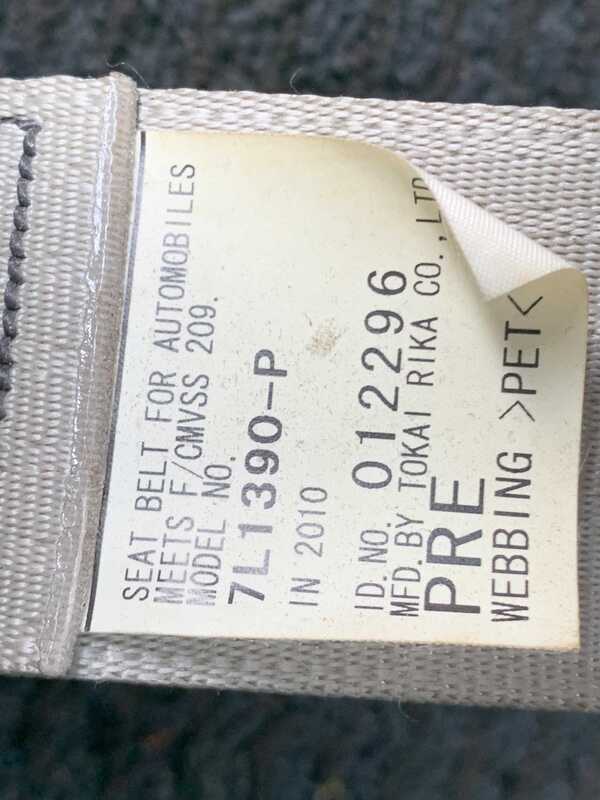 SEAT BELT FOR AUTOMOBILES
MEETS F/CMVSS 209.
MODEL NO.
7L1390-P
IN 2010
ID.NO. 012296
MFD.BY TOKAI RIKA CO.,LTD
PRE
WEBBING >PET<